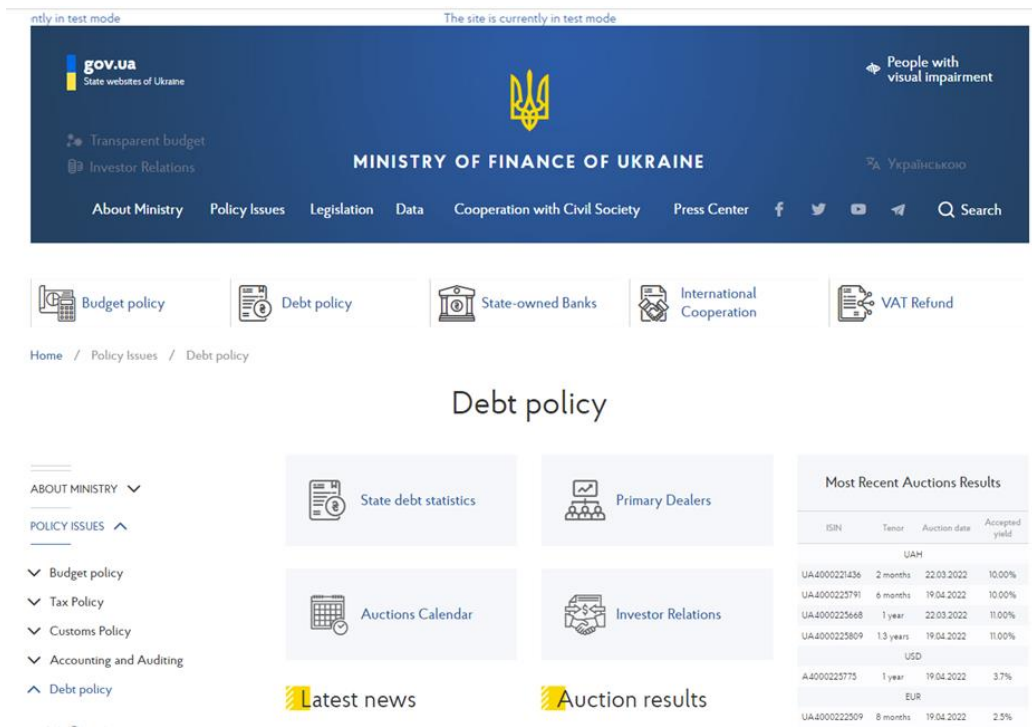 ntly in test mode
The site is currently in test mode
gov.ua
State websites of Ukraine
People with
visual impairment
Transparent budget
Investor Relations
MINISTRY OF FINANCE OF UKRAINE
Українською
About Ministry
Policy Issues
Legislation
Data
Cooperation with Civil Society
Press Center
Search
Budget policy
Debt policy
State-owned Banks
International
Cooperation
VAT Refund
Home / Policy Issues / Debt policy
Debt policy
ABOUT MINISTRY
POLICY ISSUES
Budget policy
Tax Policy
Customs Policy
Accounting and Auditing
Debt policy
State debt statistics
Primary Dealers
Auctions Calendar
Investor Relations
Latest news
Auction results
Most Recent Auctions Results
ISIN Tenor Auction date Accepted yield
UAH
UA4000221436 2 months 22.03.2022 10.00%
UA4000225791 6 months 19.04.2022 10.00%
UA4000225668 1 year 22.03.2022 11.00%
UA4000225809 1.3 years 19.04.2022 11.00%
USD
A4000225775 1 year 19.04.2022 3.7%
EUR
UA4000222509 8 months 19.04.2022 2.5%